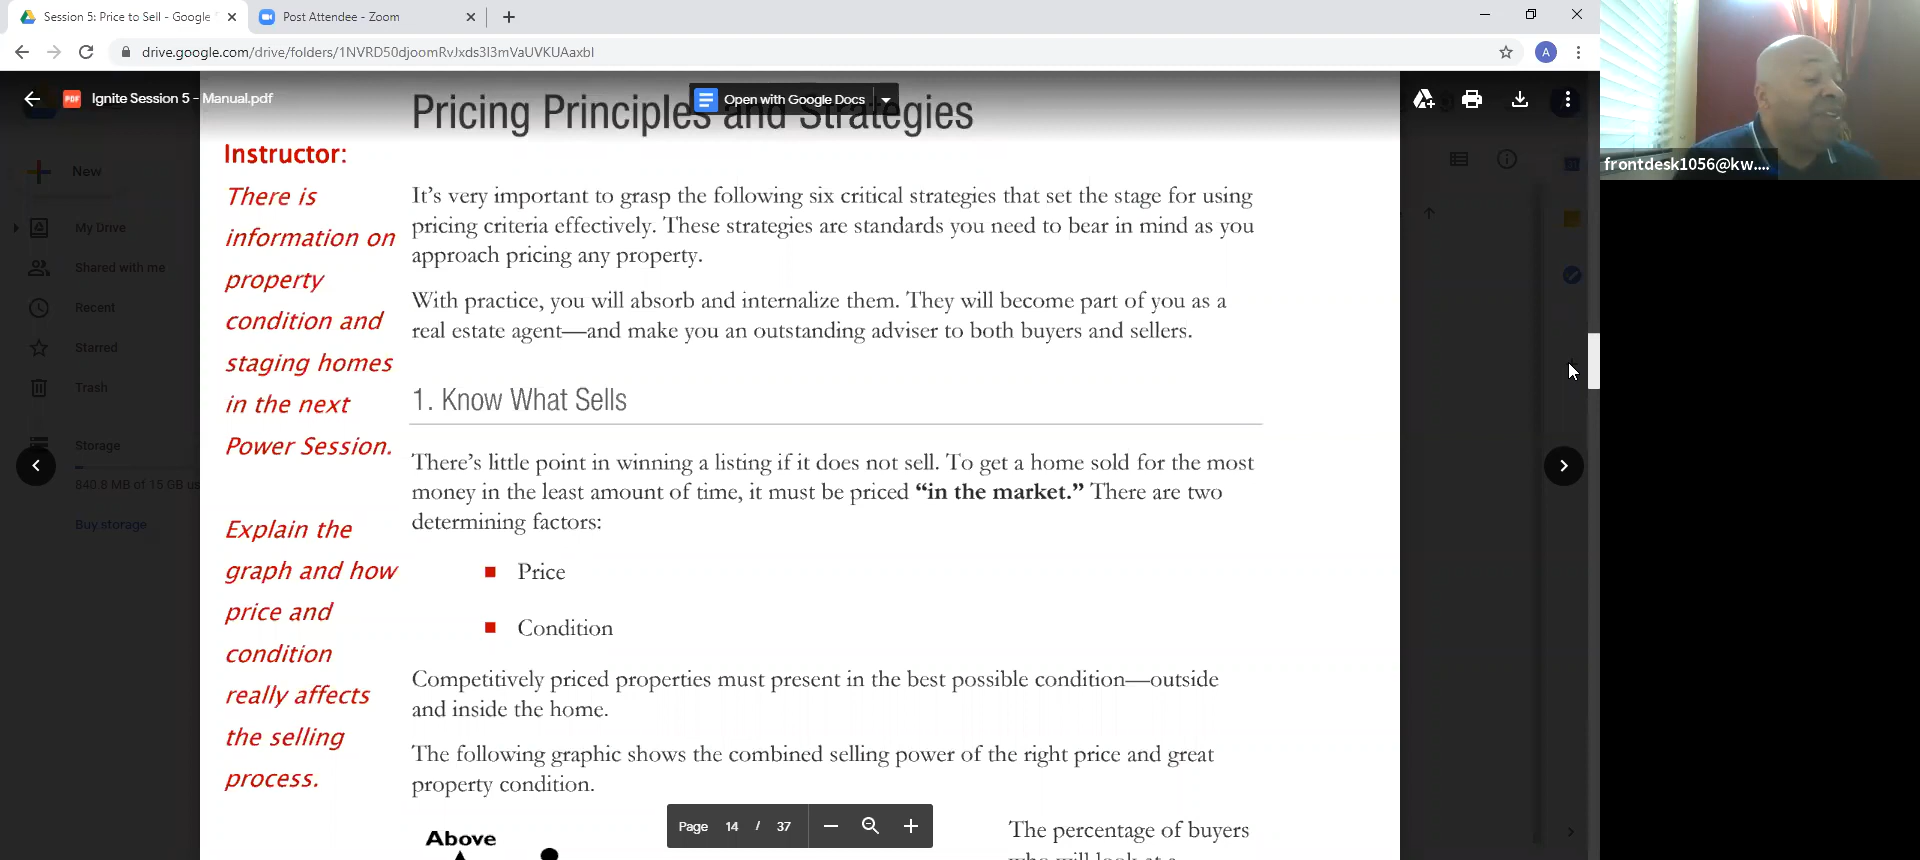 Session 5: Price to Sell - Google
Post Attendee - Zoom
drive.google.com/drive/folders/1NVRD50djoomRvJxds3I3mVaUVKUAaxbI
A
PDF
Ignite Session 5 - Manual.pdf
Open with Google Docs
Pricing Principles and Strategies
frontdesk1056@kw....
New
My Drive
Shared with me
Recent
Starred
Trash
Storage
840.8 MB of 15 GB us
Buy storage
Instructor:
There is
information on
property
condition and
staging homes
in the next
Power Session.
Explain the
graph and how
price and
condition
really affects
the selling
process.
It's very important to grasp the following six critical strategies that set the stage for using
pricing criteria effectively. These strategies are standards you need to bear in mind as you
approach pricing any property.
With practice, you will absorb and internalize them. They will become part of you as a
real estate agent—and make you an outstanding adviser to both buyers and sellers.
1. Know What Sells
There's little point in winning a listing if it does not sell. To get a home sold for the most
money in the least amount of time, it must be priced “in the market.” There are two
determining factors:
Price
Condition
Competitively priced properties must present in the best possible condition—outside
and inside the home.
The following graphic shows the combined selling power of the right price and great
property condition.
Above
The percentage of buyers
who will look at a
Page 14 / 37